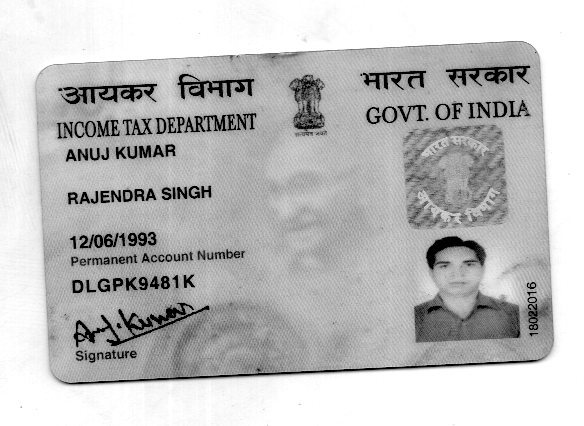 आयकर विभाग
भारत सरकार
INCOME TAX DEPARTMENT
GOVT. OF INDIA
सत्यमेव जयते
ANUJ KUMAR
भारत सरकार
आयकर विभाग
RAJENDRA SINGH
12/06/1993
Permanent Account Number
DLGPK9481K
Anuj Kumar
Signature
18022016